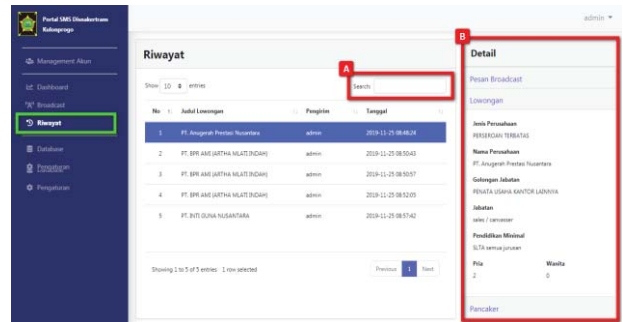 Portal SMS Disnakertrans
Kulonprogo
admin
Management Akun
Dashboard
Broadcast
Riwayat
Database
Pengaturan
Pengaturan
Riwayat
A
Show 10 entries
Search:
No Judul Lowongan Pengirim Tanggal
1 PT. Anugerah Prestasi Nusantara admin 2019-11-25 08:48:24
2 PT. BPR AMI (ARTHA MLATI INDAH) admin 2019-11-25 08:50:43
3 PT. BPR AMI (ARTHA MLATI INDAH) admin 2019-11-25 08:50:57
4 PT. BPR AMI (ARTHA MLATI INDAH) admin 2019-11-25 08:52:05
5 PT. INTI GUNA NUSANTARA admin 2019-11-25 08:57:42
Showing 1 to 5 of 5 entries 1 row selected
Previous 1 Next
B
Detail
Pesan Broadcast
Lowongan
Jenis Perusahaan
PERSEROAN TERBATAS
Nama Perusahaan
PT. Anugerah Prestasi Nusantara
Golongan Jabatan
PENATA USAHA KANTOR LAINNYA
Jabatan
sales / canvasser
Pendidikan Minimal
SLTA semua jurusan
Pria Wanita
2 0
Pancaker